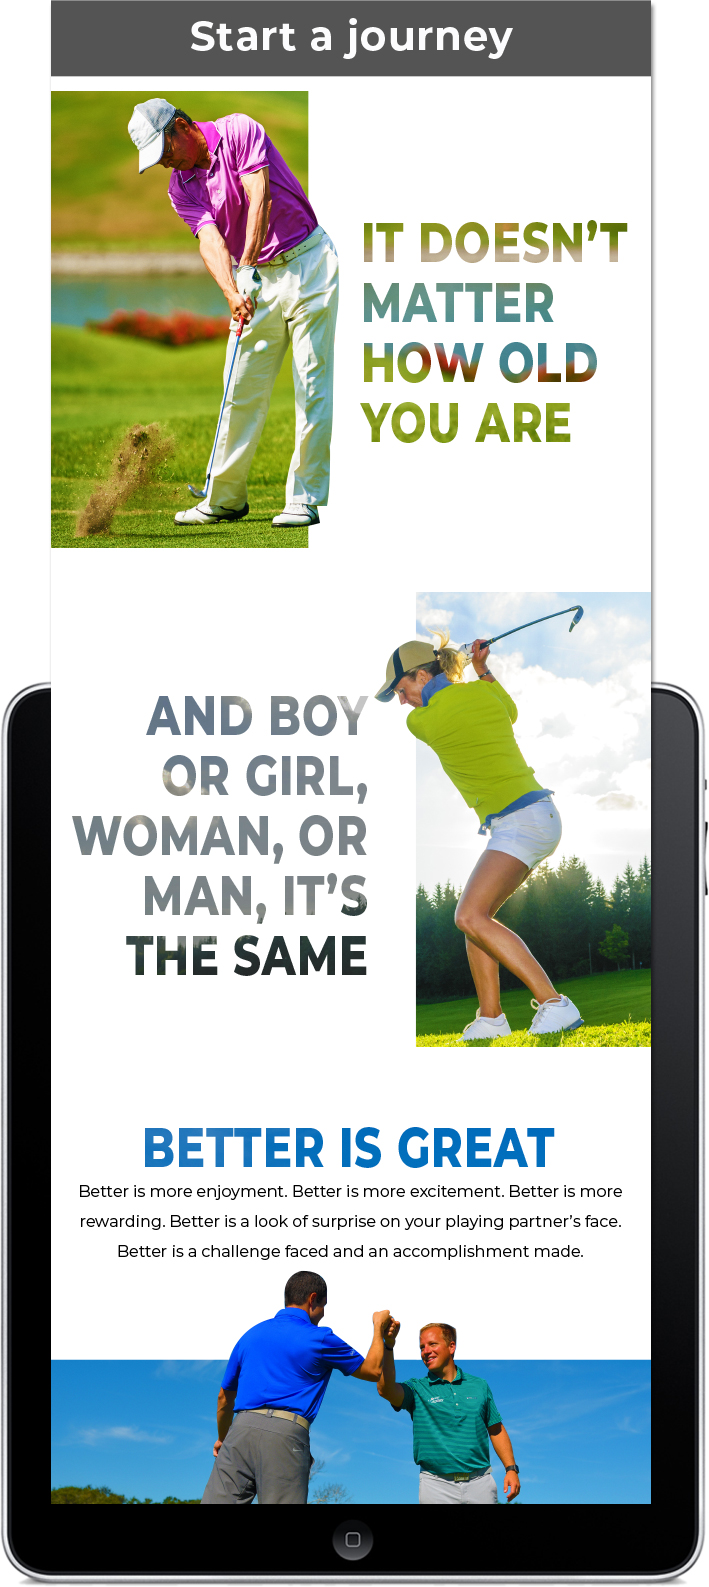 Start a journey
IT DOESN’T
MATTER
HOW OLD
YOU ARE
AND BOY
OR GIRL,
WOMAN, OR
MAN, IT’S
THE SAME
BETTER IS GREAT
Better is more enjoyment. Better is more excitement. Better is more
rewarding. Better is a look of surprise on your playing partner’s face.
Better is a challenge faced and an accomplishment made.